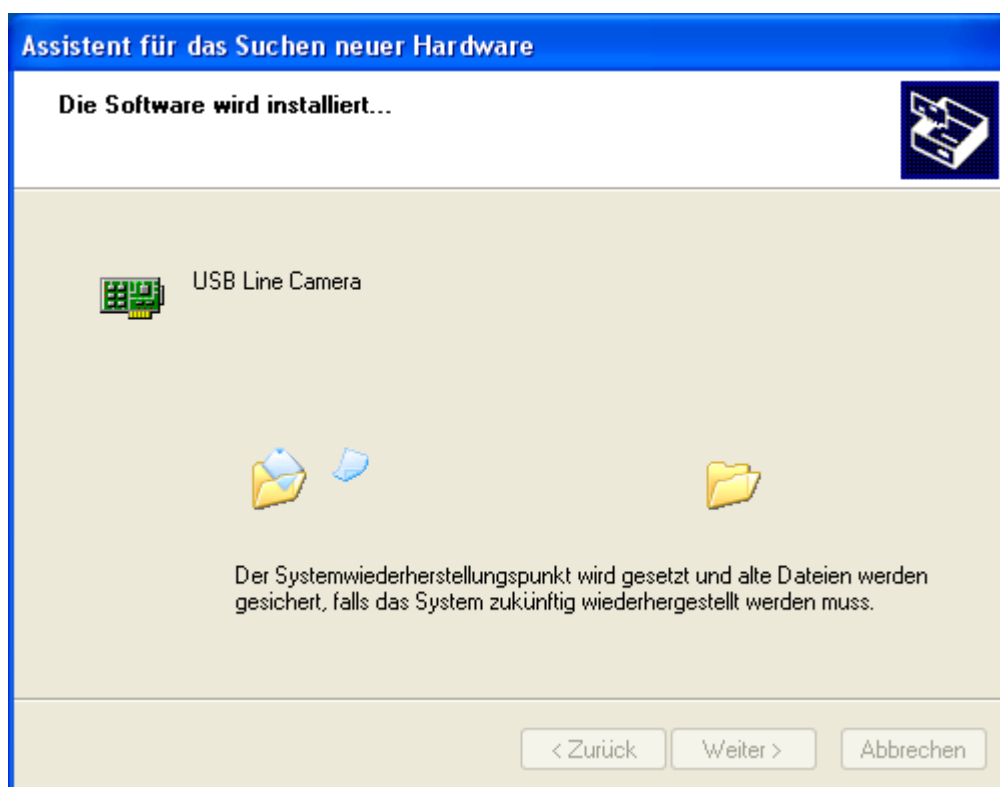 Assistent für das Suchen neuer Hardware
Die Software wird installiert...
USB Line Camera
Der Systemwiederherstellungspunkt wird gesetzt und alte Dateien werden
gesichert, falls das System zukünftig wiederhergestellt werden muss.
< Zurück
Weiter >
Abbrechen